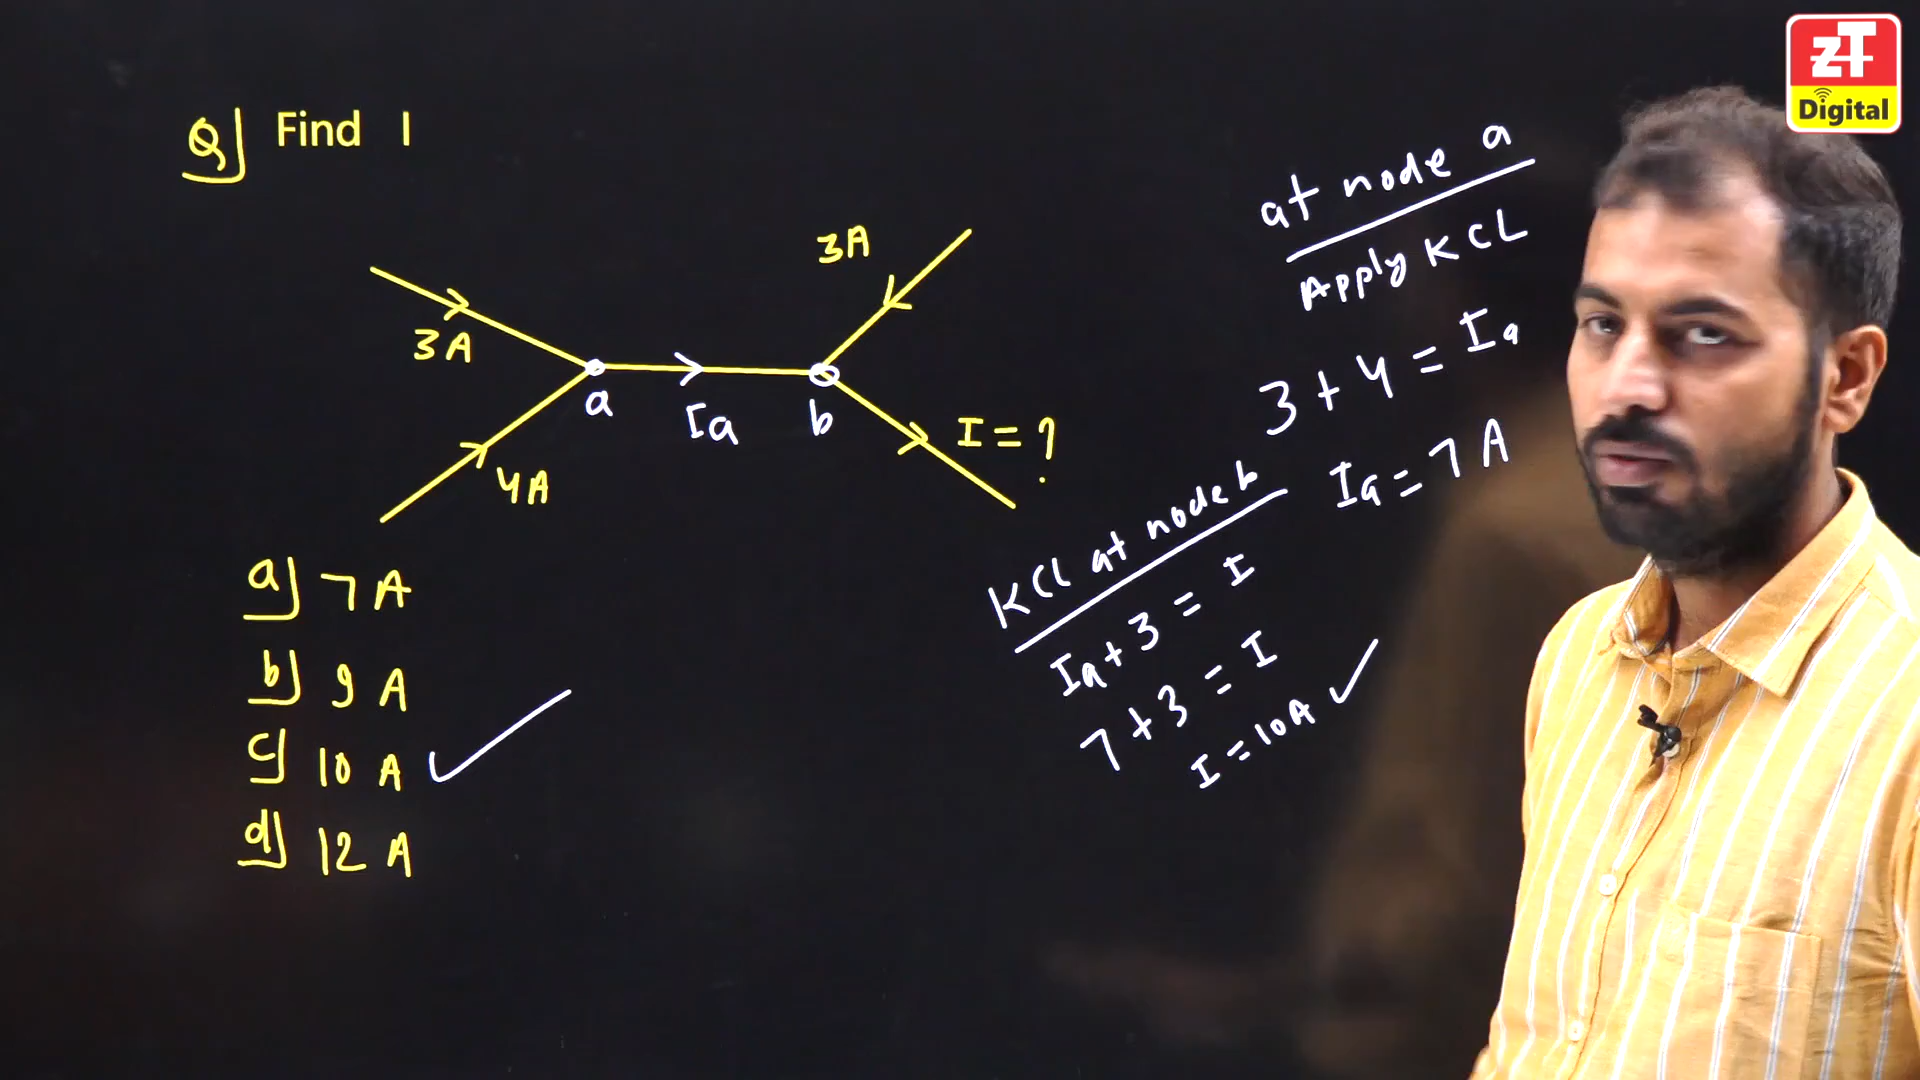 Q] Find I
3A
3A
4A
a
Ia
b
I = ?
a] 7 A
b] 9 A
c] 10 A
d] 12 A
at node a
Apply KCL
3 + 4 = Ia
Ia = 7 A
KCL at node b
Ia + 3 = I
7 + 3 = I
I = 10A
ZT
Digital